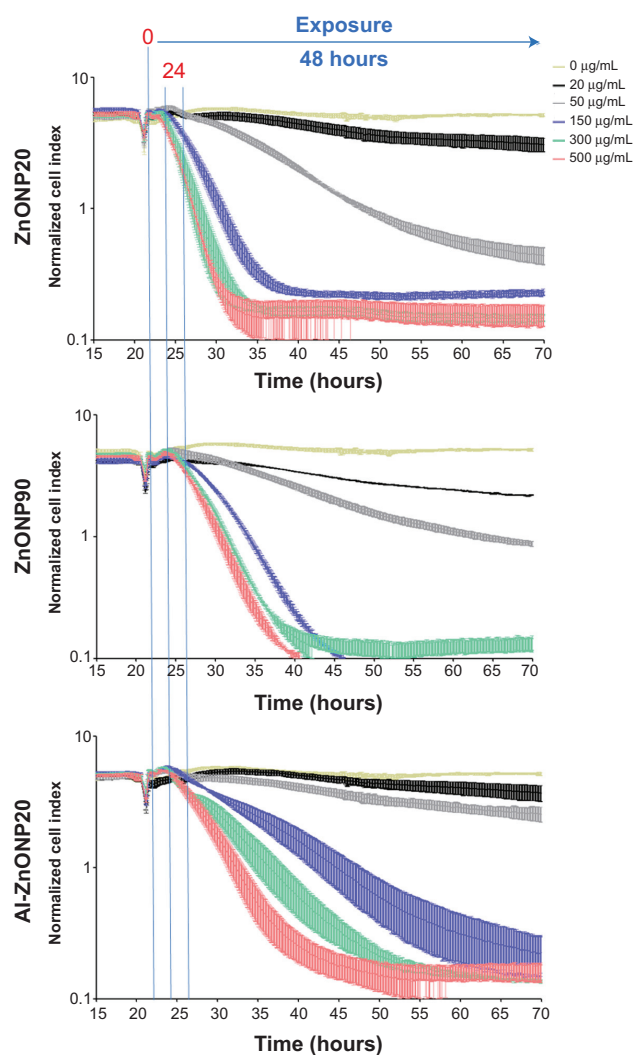 0
Exposure
48 hours
24
0 µg/mL
20 µg/mL
50 µg/mL
150 µg/mL
300 µg/mL
500 µg/mL
ZnONP20
Normalized cell index
10
1
0.1
15 20 25 30 35 40 45 50 55 60 65 70
Time (hours)
ZnONP90
Normalized cell index
10
1
0.1
15 20 25 30 35 40 45 50 55 60 65 70
Time (hours)
Al-ZnONP20
Normalized cell index
10
1
0.1
15 20 25 30 35 40 45 50 55 60 65 70
Time (hours)